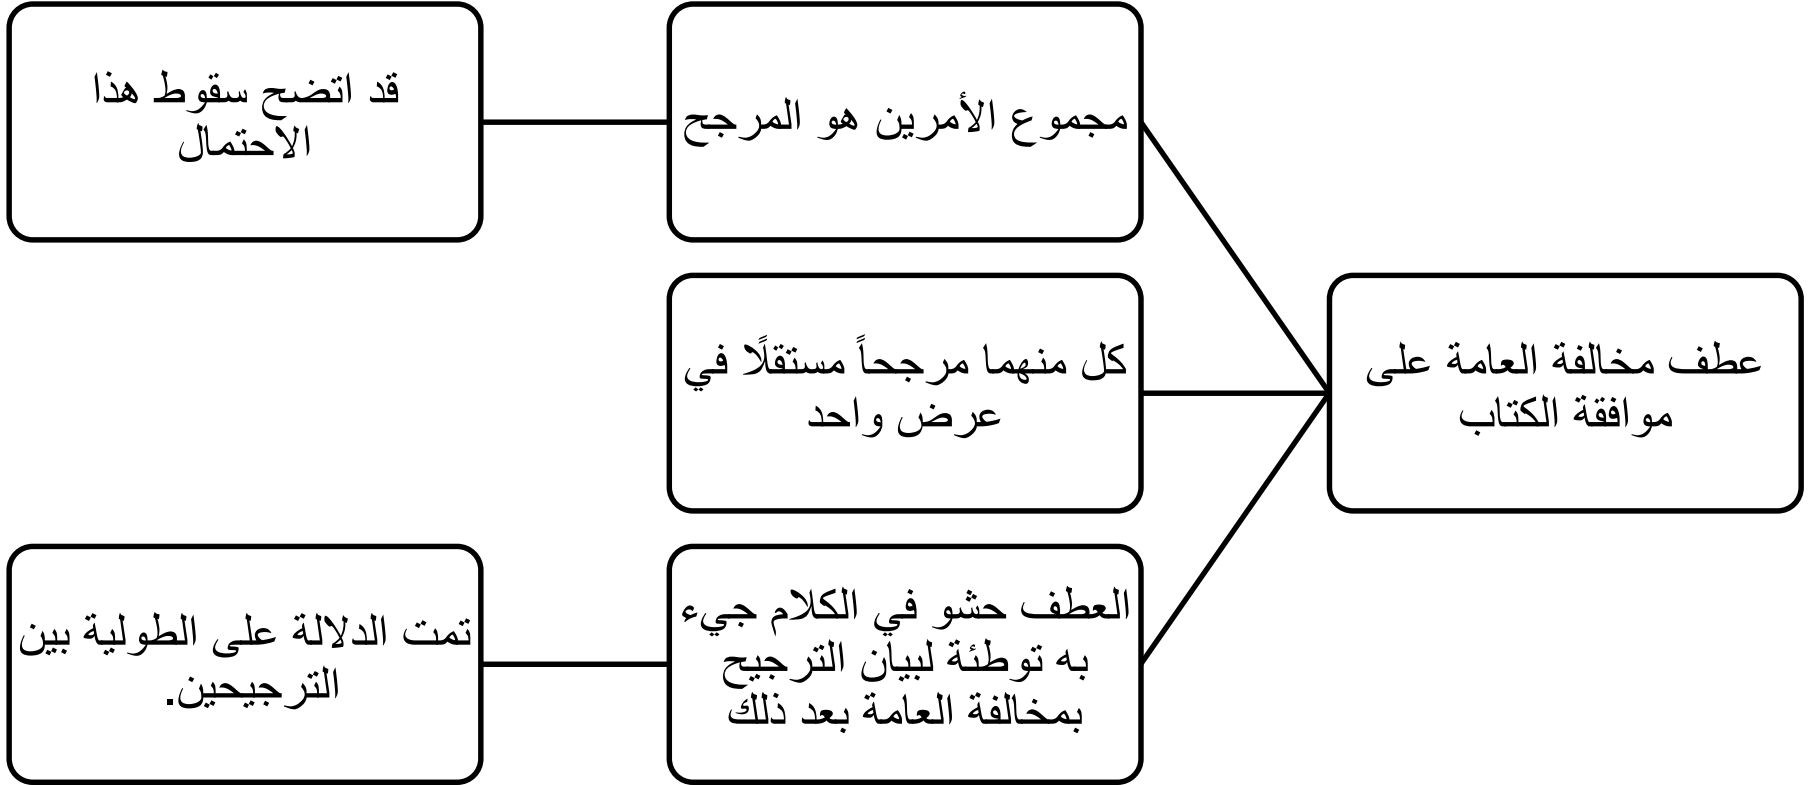 عطف مخالفة العامة على
موافقة الكتاب
مجموع الأمرين هو المرجح
قد اتضح سقوط هذا
الاحتمال
كل منهما مرجحاً مستقلًا في
عرض واحد
العطف حشو في الكلام جيء
به توطئة لبيان الترجيح
بمخالفة العامة بعد ذلك
تمت الدلالة على الطولية بين
الترجيحين.